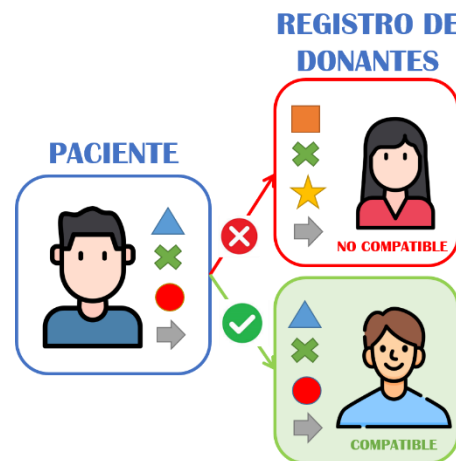 REGISTRO DE
DONANTES
PACIENTE
NO COMPATIBLE
COMPATIBLE